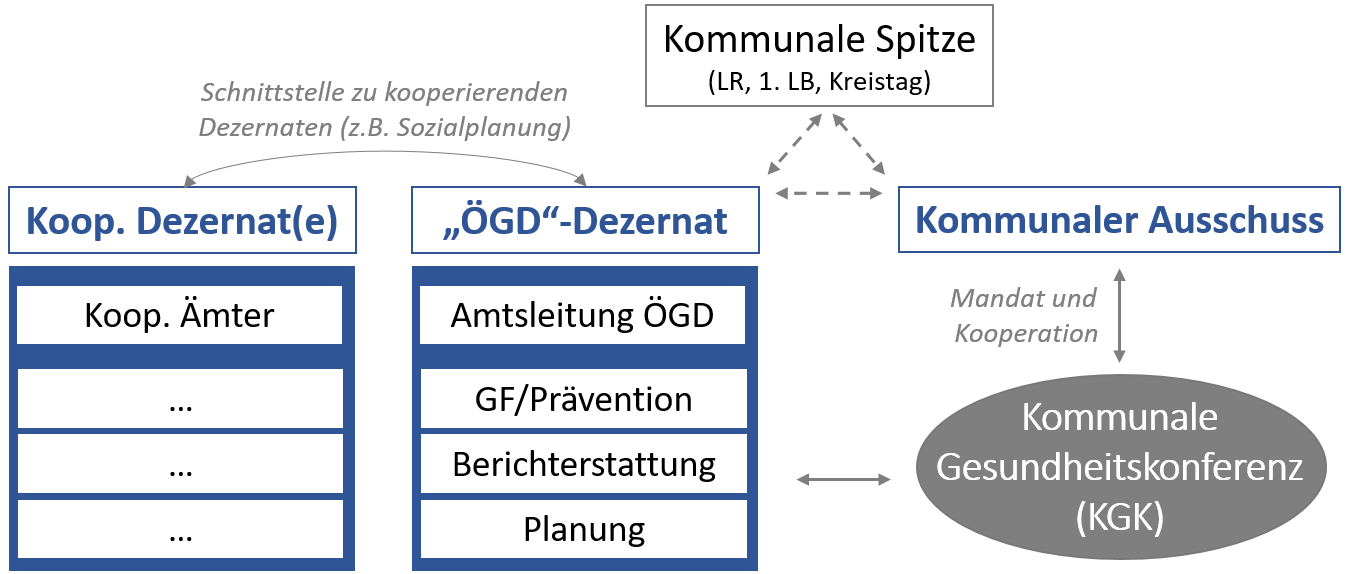 Kommunale Spitze
(LR, 1. LB, Kreistag)
Schnittstelle zu kooperierenden
Dezernaten (z.B. Sozialplanung)
Koop. Dezernat(e)
„ÖGD“-Dezernat
Kommunaler Ausschuss
Koop. Ämter
...
...
...
Amtsleitung ÖGD
GF/Prävention
Berichterstattung
Planung
Mandat und
Kooperation
Kommunale
Gesundheitskonferenz
(KGK)